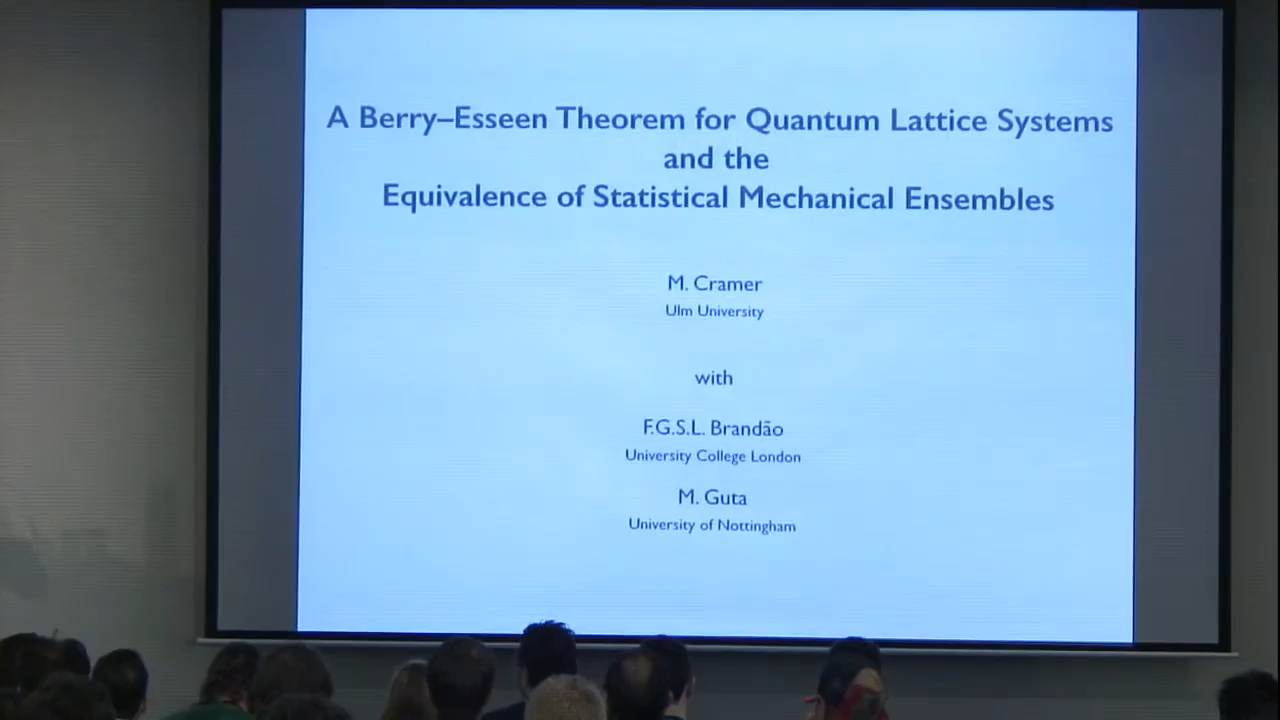 A Berry–Esseen Theorem for Quantum Lattice Systems
and the
Equivalence of Statistical Mechanical Ensembles
M. Cramer
Ulm University
with
F.G.S.L. Brandão
University College London
M. Guta
University of Nottingham